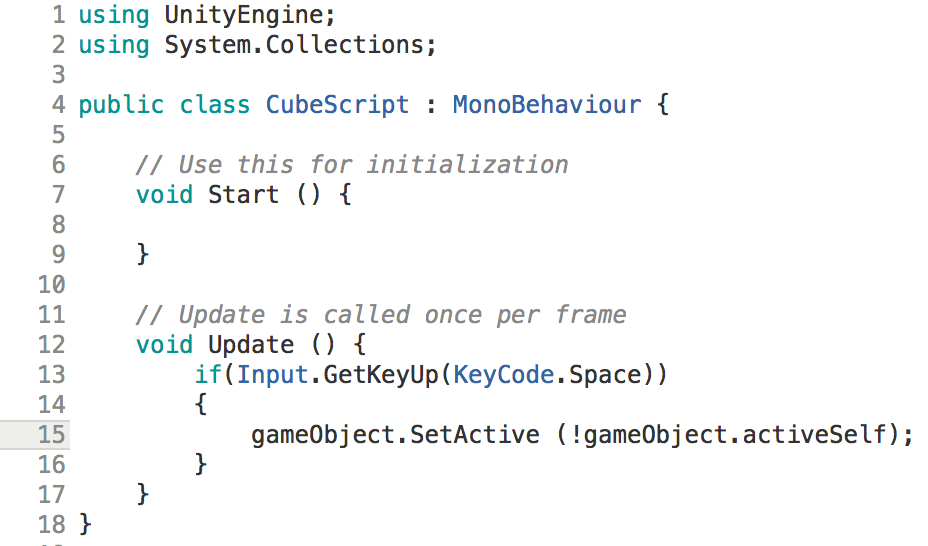 1 using UnityEngine;
2 using System.Collections;
3
4 public class CubeScript : MonoBehaviour {
5
6     // Use this for initialization
7     void Start () {
8
9     }
10
11     // Update is called once per frame
12     void Update () {
13         if(Input.GetKeyUp(KeyCode.Space))
14         {
15             gameObject.SetActive (!gameObject.activeSelf);
16         }
17     }
18 }